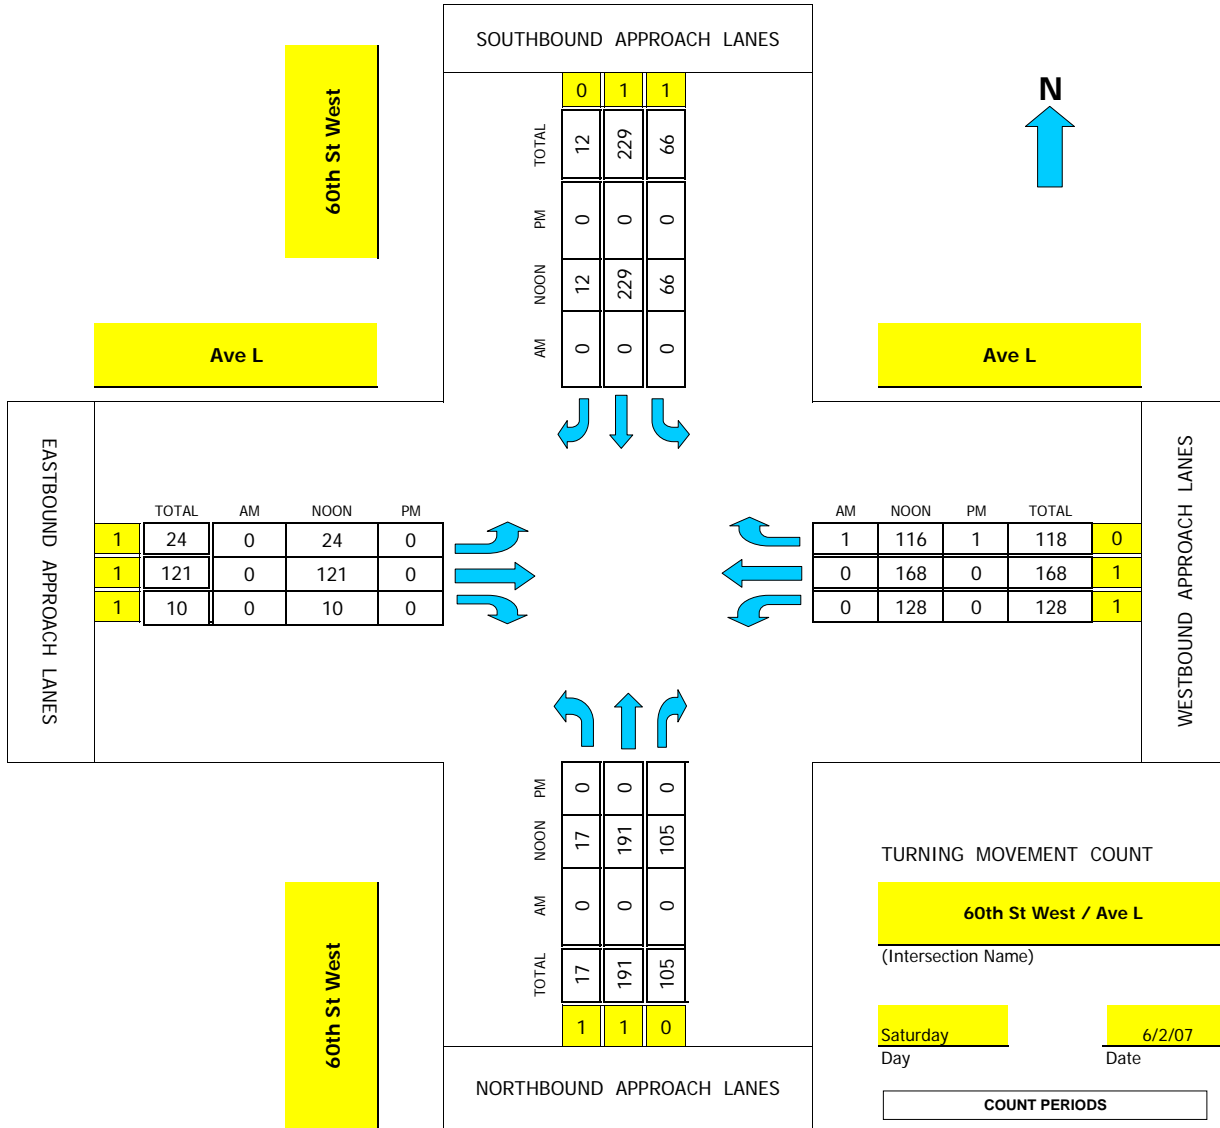 SOUTHBOUND APPROACH LANES
0 1 1
TOTAL 12 229 66
PM 0 0 0
NOON 12 229 66
AM 0 0 0
60th St West
N
Ave L
Ave L
EASTBOUND APPROACH LANES
TOTAL AM NOON PM
1 24 0 24 0
1 121 0 121 0
1 10 0 10 0
AM NOON PM TOTAL
1 116 1 118 0
0 168 0 168 1
0 128 0 128 1
WESTBOUND APPROACH LANES
PM 0 0 0
NOON 17 191 105
AM 0 0 0
TOTAL 17 191 105
1 1 0
60th St West
NORTHBOUND APPROACH LANES
TURNING MOVEMENT COUNT
60th St West / Ave L
(Intersection Name)
Saturday 6/2/07
Day Date
COUNT PERIODS